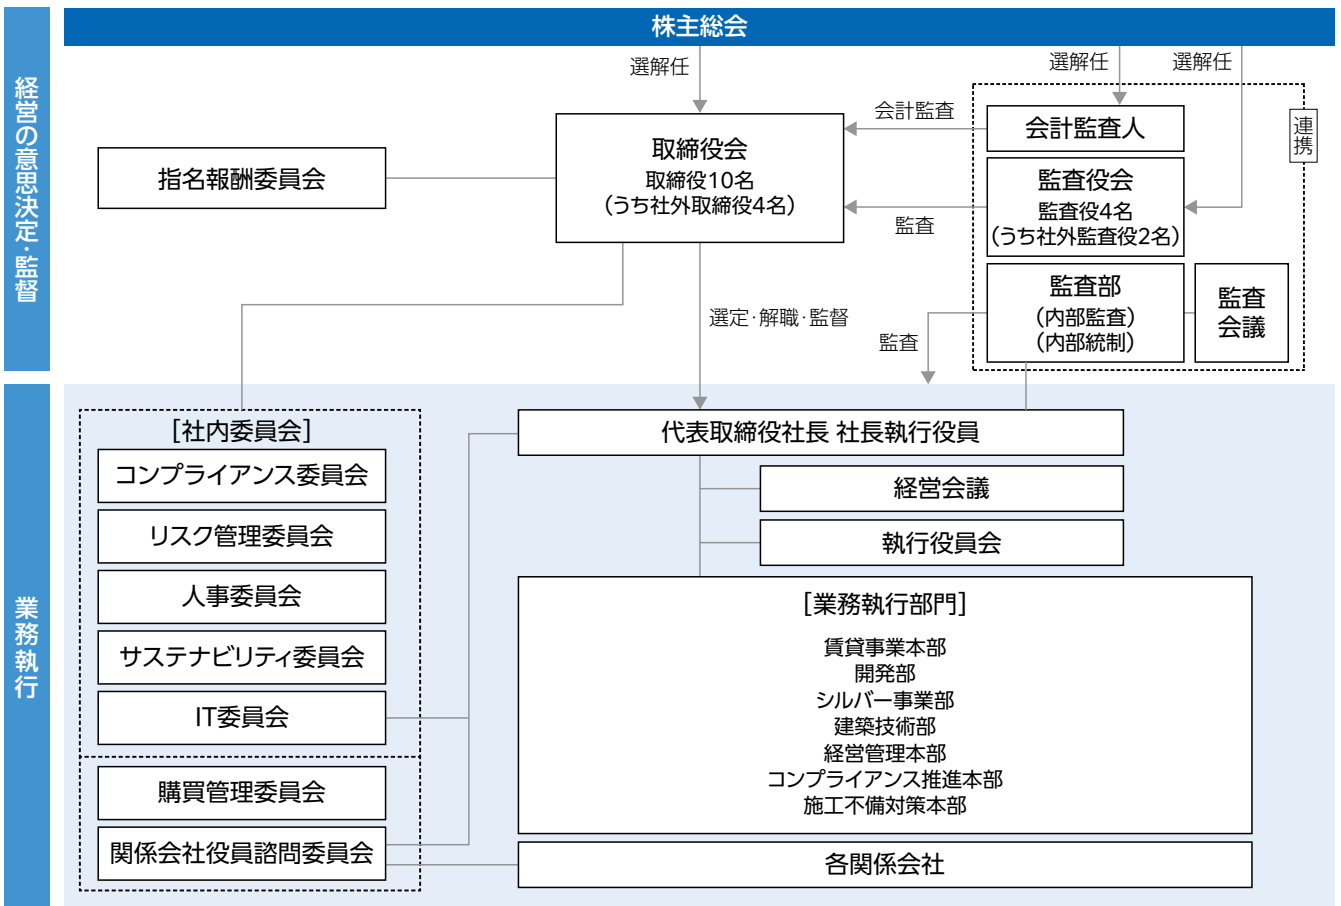 株主総会
経営の意思決定・監督
選解任
選解任
選解任
会計監査
会計監査人
連携
取締役会
取締役10名
(うち社外取締役4名)
指名報酬委員会
監査役会
監査役4名
(うち社外監査役2名)
監査
監査部
(内部監査)
(内部統制)
監査
会議
選定・解職・監督
監査
業務執行
[社内委員会]
コンプライアンス委員会
リスク管理委員会
人事委員会
サステナビリティ委員会
IT委員会
購買管理委員会
関係会社役員諮問委員会
代表取締役社長 社長執行役員
経営会議
執行役員会
[業務執行部門]
賃貸事業本部
開発部
シルバー事業部
建築技術部
経営管理本部
コンプライアンス推進本部
施工不備対策本部
各関係会社